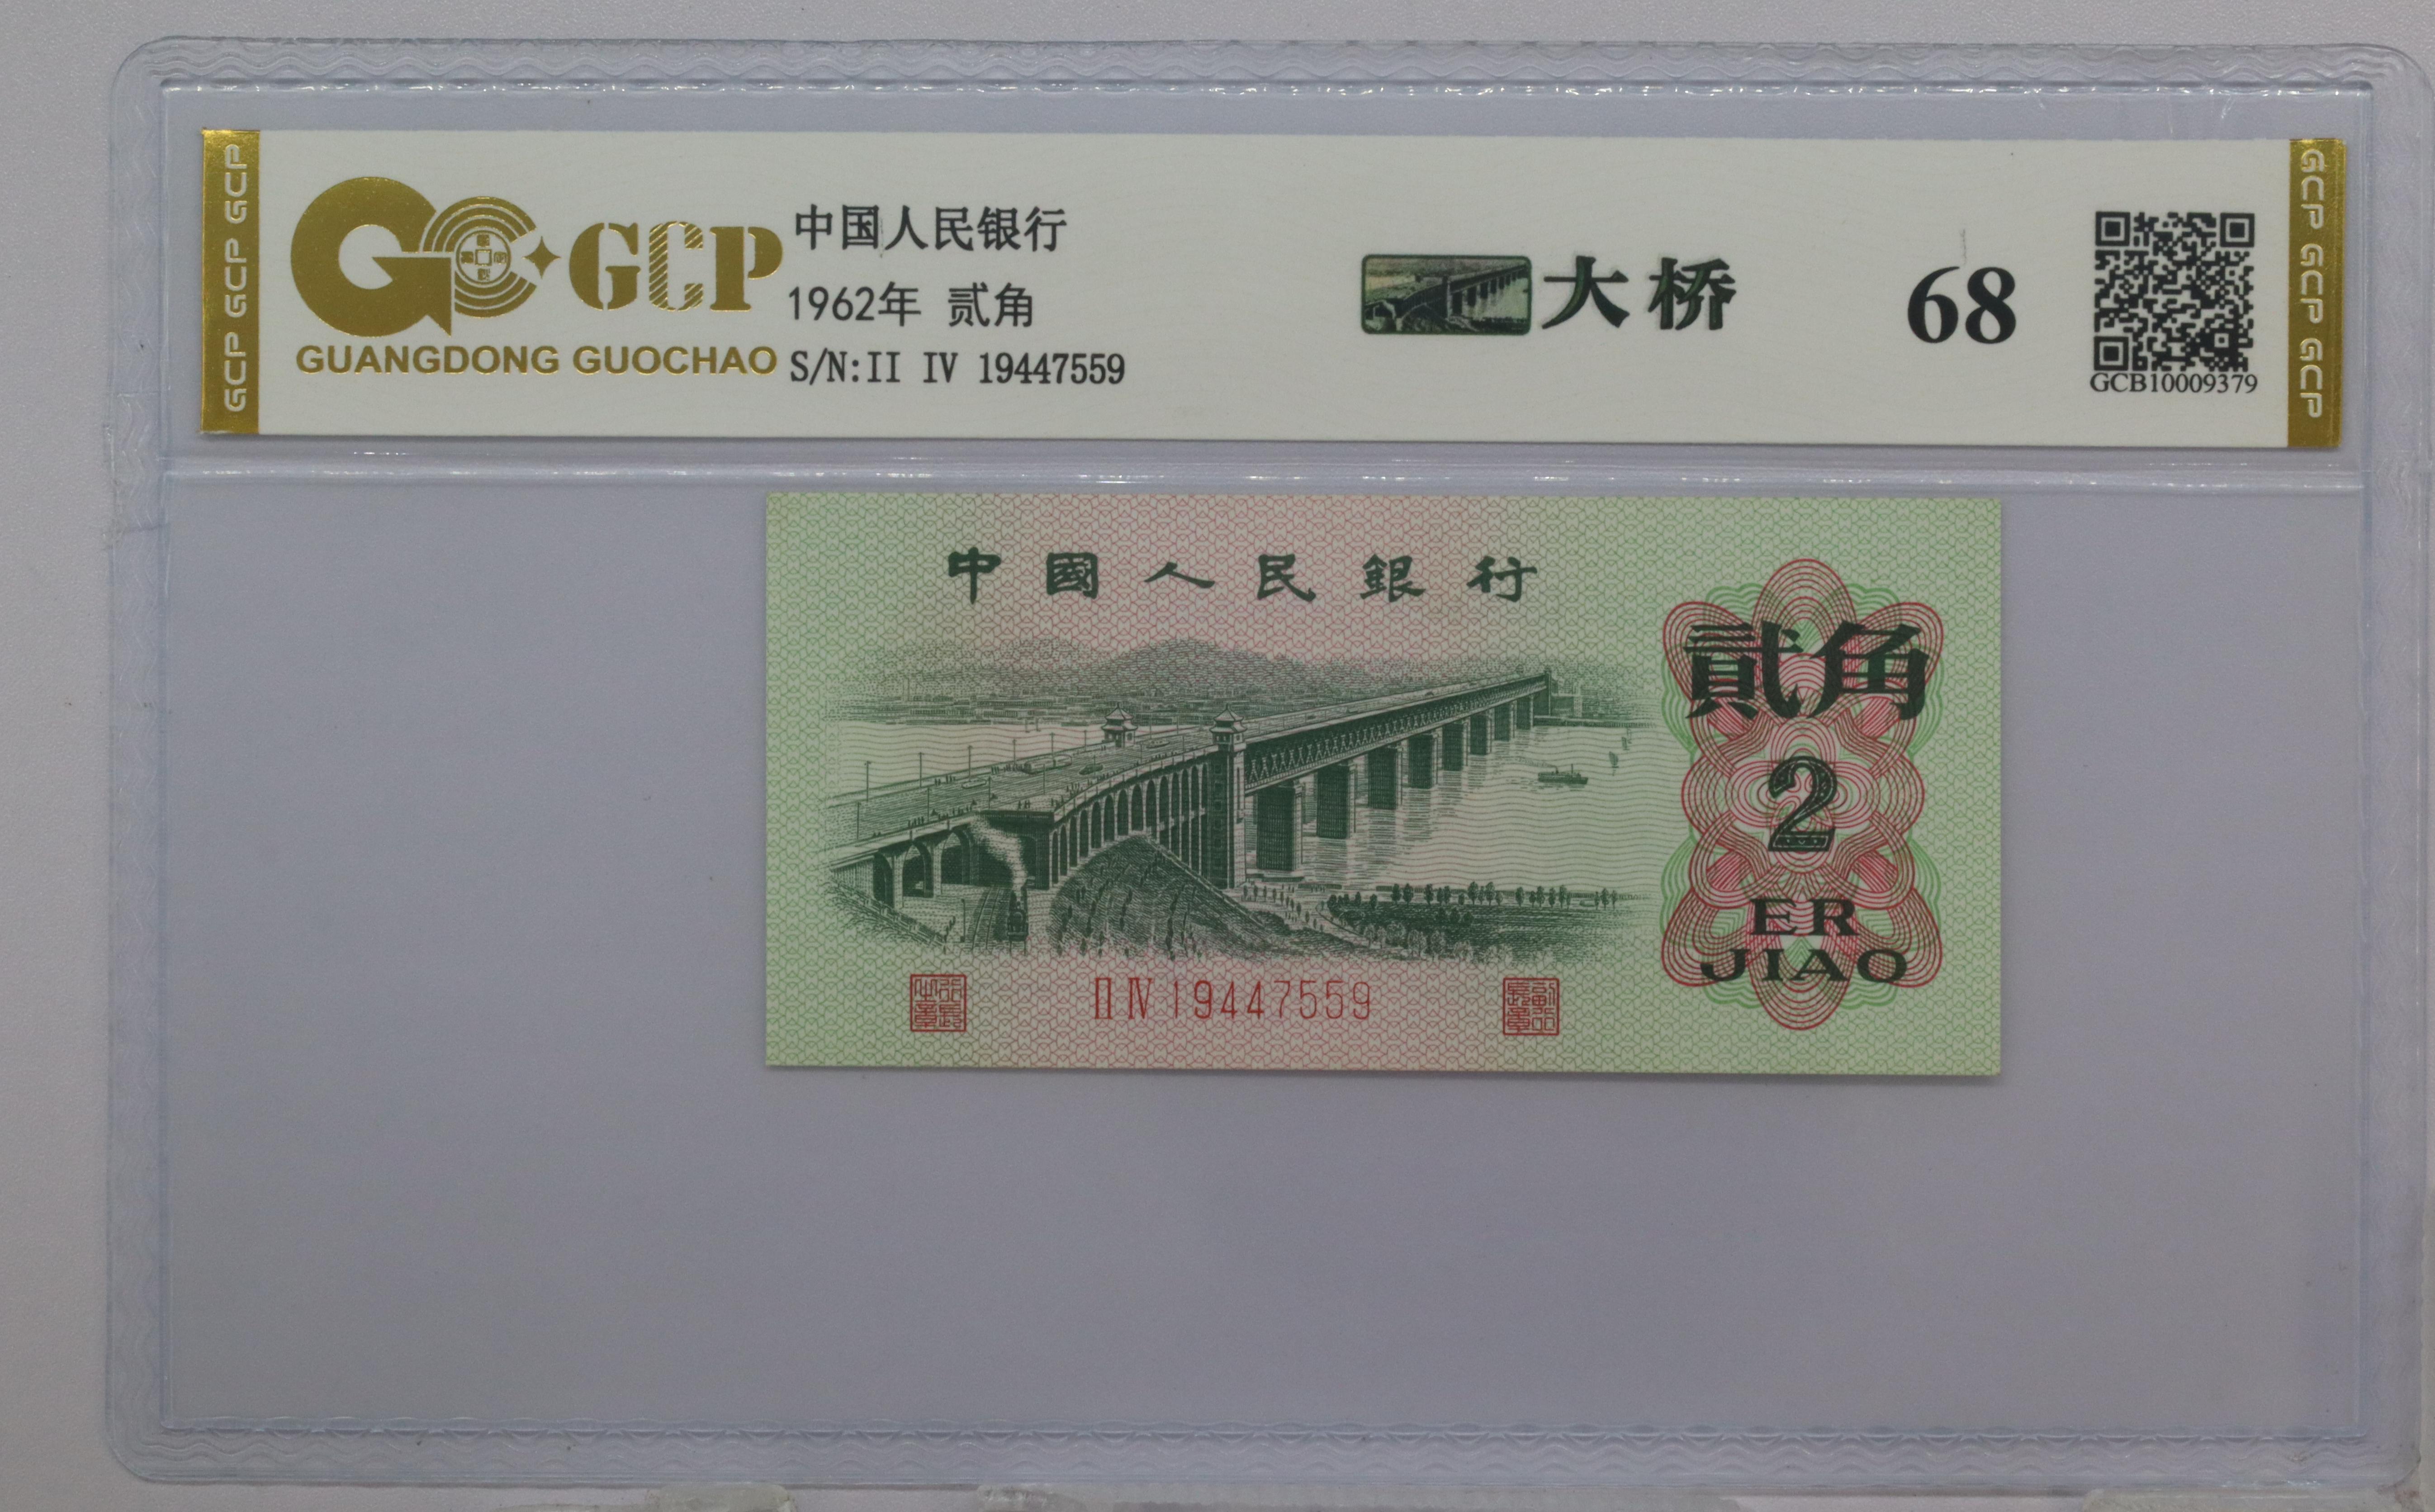 GCP GCP GCP
GCP
GUANGDONG GUOCHAO
中国人民银行
1962年 贰角
S/N:II IV 19447559
大桥
68
GCB10009379
GCP GCP GCP
中國人民銀行
貳角
2
ER
JIAO
II IV 19447559